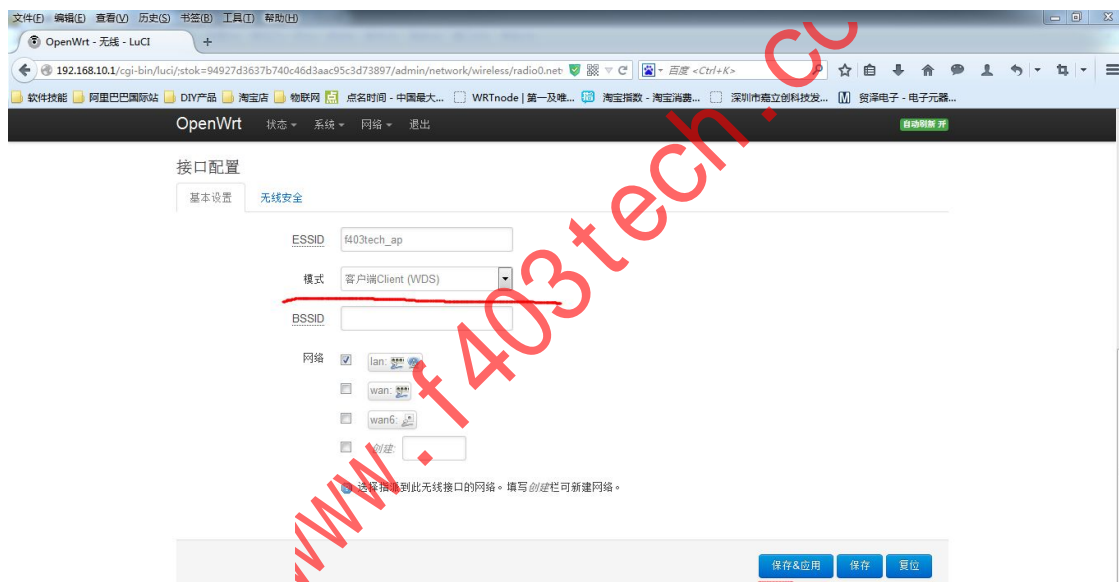 文件(F) 编辑(E) 查看(V) 历史(S) 书签(B) 工具(T) 帮助(H)
OpenWrt - 无线 - LuCI
192.168.10.1/cgi-bin/luci/;stok=94927d3637b740c46d3aac95c3d73897/admin/network/wireless/radio0.net 百度 <Ctrl+K>
软件技能 阿里巴巴国际站 DIY产品 淘宝店 物联网 点名时间 - 中国最大... WRTnode | 第一及唯... 淘宝指数 - 淘宝消费... 深圳市嘉立创科技发... 贸泽电子 - 电子元器...
OpenWrt 状态 系统 网络 退出 自动刷新 开
接口配置
基本设置 无线安全
ESSID f403tech_ap
模式 客户端Client (WDS)
BSSID
网络 lan:
wan:
wan6:
创建:
选择指派到此无线接口的网络。填写创建栏可新建网络。
保存&应用 保存 复位